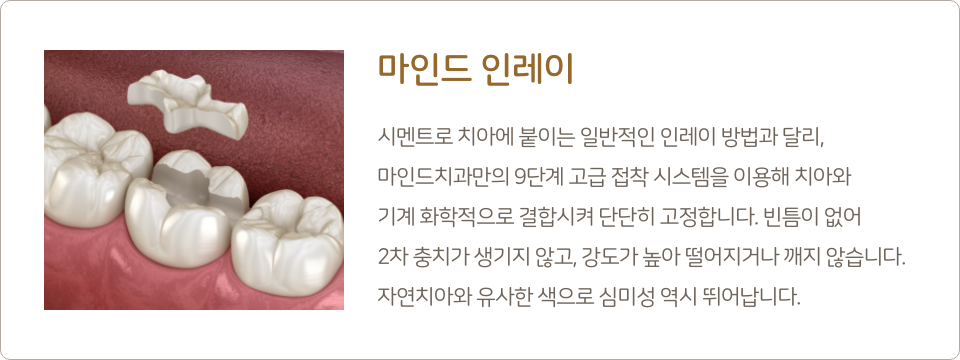 마인드 인레이
시멘트로 치아에 붙이는 일반적인 인레이 방법과 달리,
마인드치과만의 9단계 고급 접착 시스템을 이용해 치아와
기계 화학적으로 결합시켜 단단히 고정합니다. 빈틈이 없어
2차 충치가 생기지 않고, 강도가 높아 떨어지거나 깨지 않습니다.
자연치아와 유사한 색으로 심미성 역시 뛰어납니다.